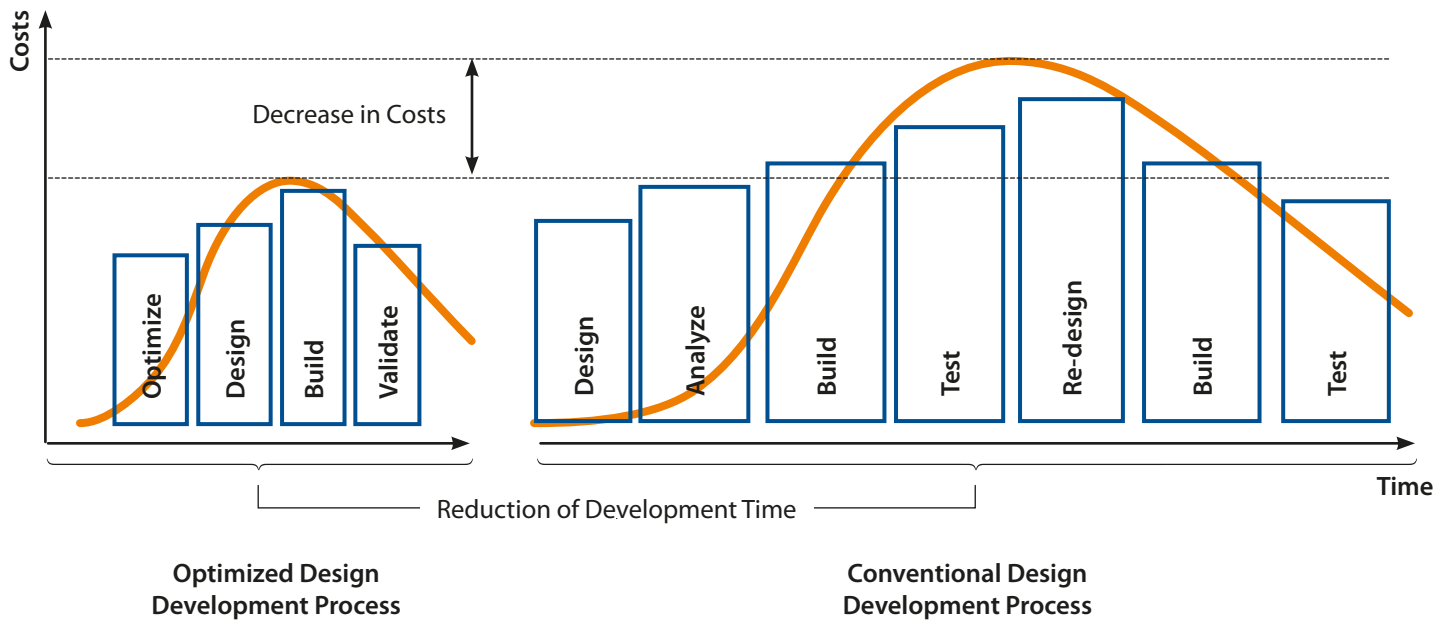 Costs
Decrease in Costs
Optimize
Design
Build
Validate
Design
Analyze
Build
Test
Re-design
Build
Test
Time
Reduction of Development Time
Optimized Design
Development Process
Conventional Design
Development Process